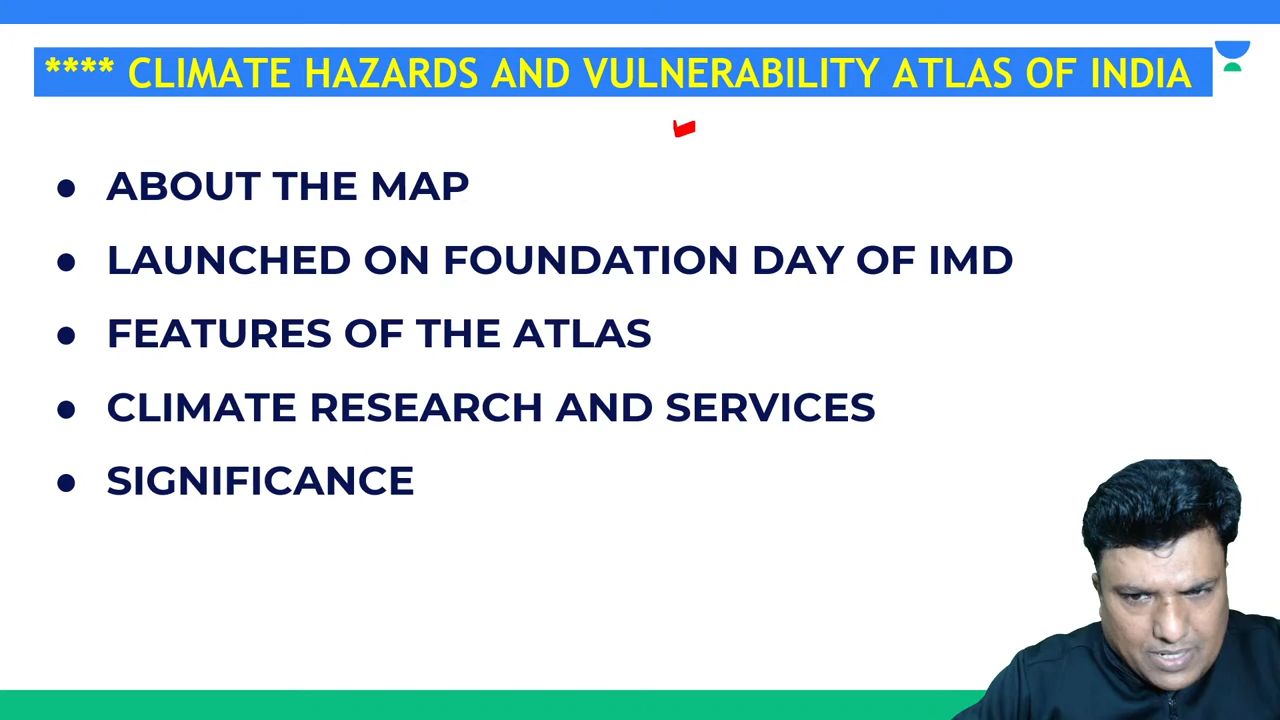 **** CLIMATE HAZARDS AND VULNERABILITY ATLAS OF INDIA
● ABOUT THE MAP
● LAUNCHED ON FOUNDATION DAY OF IMD
● FEATURES OF THE ATLAS
● CLIMATE RESEARCH AND SERVICES
● SIGNIFICANCE